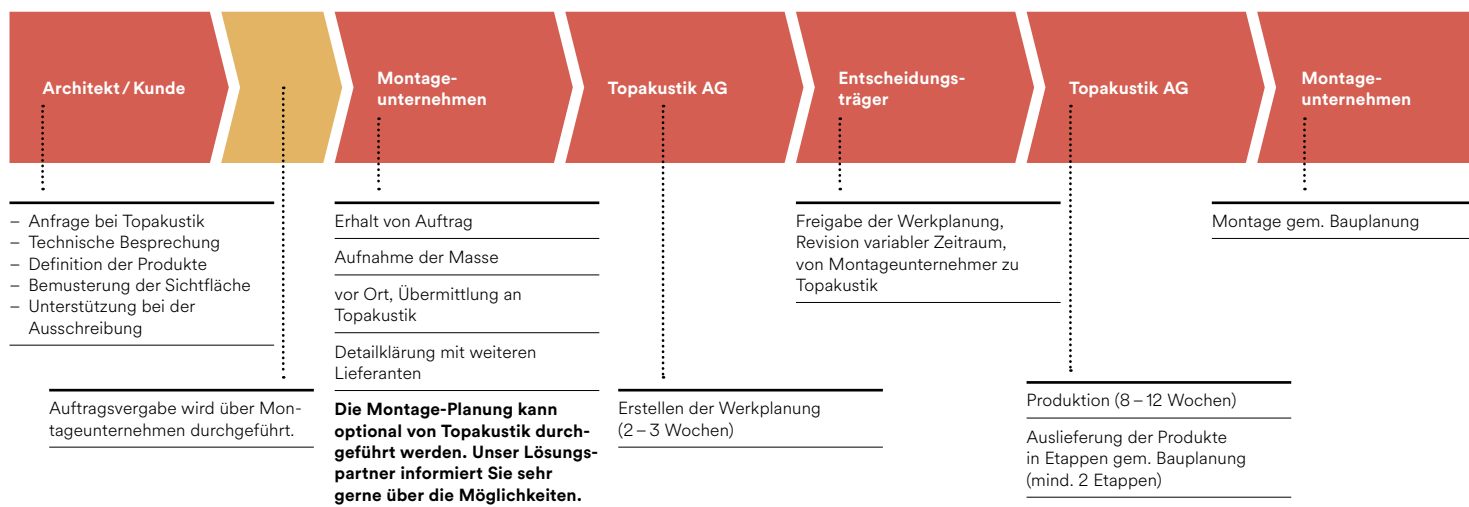 Architekt / Kunde
Montage-
unternehmen
Topakustik AG
Entscheidungs-
träger
Topakustik AG
Montage-
unternehmen
– Anfrage bei Topakustik
– Technische Besprechung
– Definition der Produkte
– Bemusterung der Sichtfläche
– Unterstützung bei der
Ausschreibung
Auftragsvergabe wird über Mon-
tageunternehmen durchgeführt.
Erhalt von Auftrag
Aufnahme der Masse
vor Ort, Übermittlung an
Topakustik
Detailklärung mit weiteren
Lieferanten
Die Montage-Planung kann
optional von Topakustik durch-
geführt werden. Unser Lösungs-
partner informiert Sie sehr
gerne über die Möglichkeiten.
Erstellen der Werkplanung
(2 – 3 Wochen)
Freigabe der Werkplanung,
Revision variabler Zeitraum,
von Montageunternehmer zu
Topakustik
Produktion (8 – 12 Wochen)
Auslieferung der Produkte
in Etappen gem. Bauplanung
(mind. 2 Etappen)
Montage gem. Bauplanung